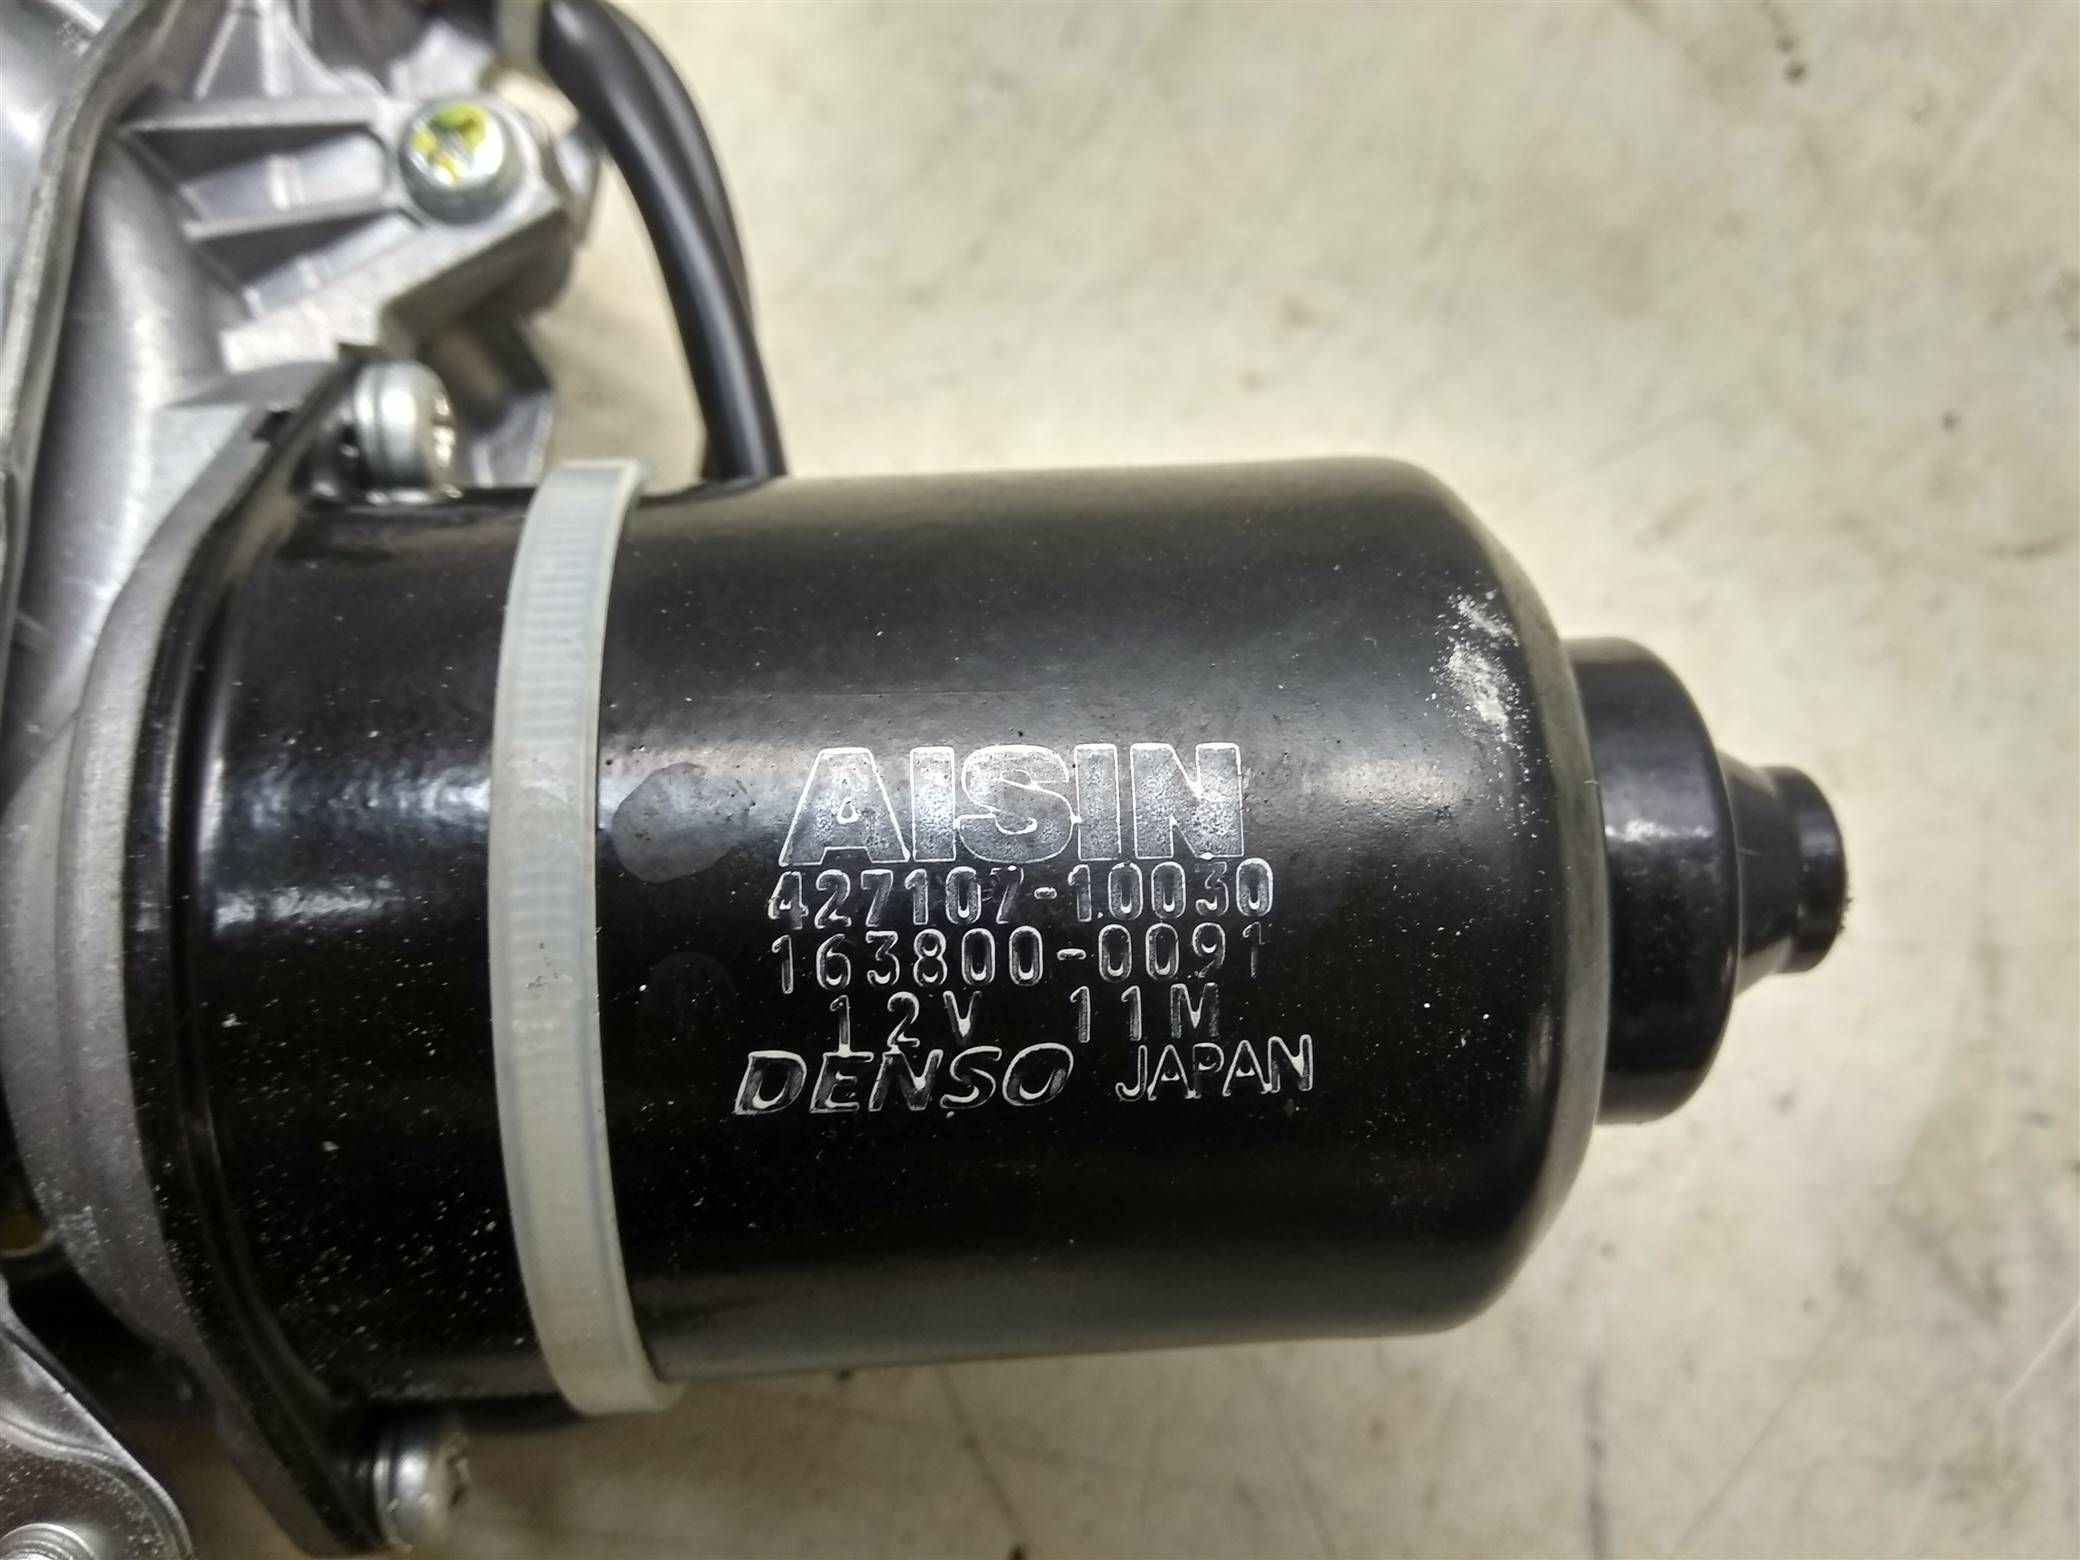 AISIN
427107-10030
163800-0091
12V 11M
DENSO JAPAN